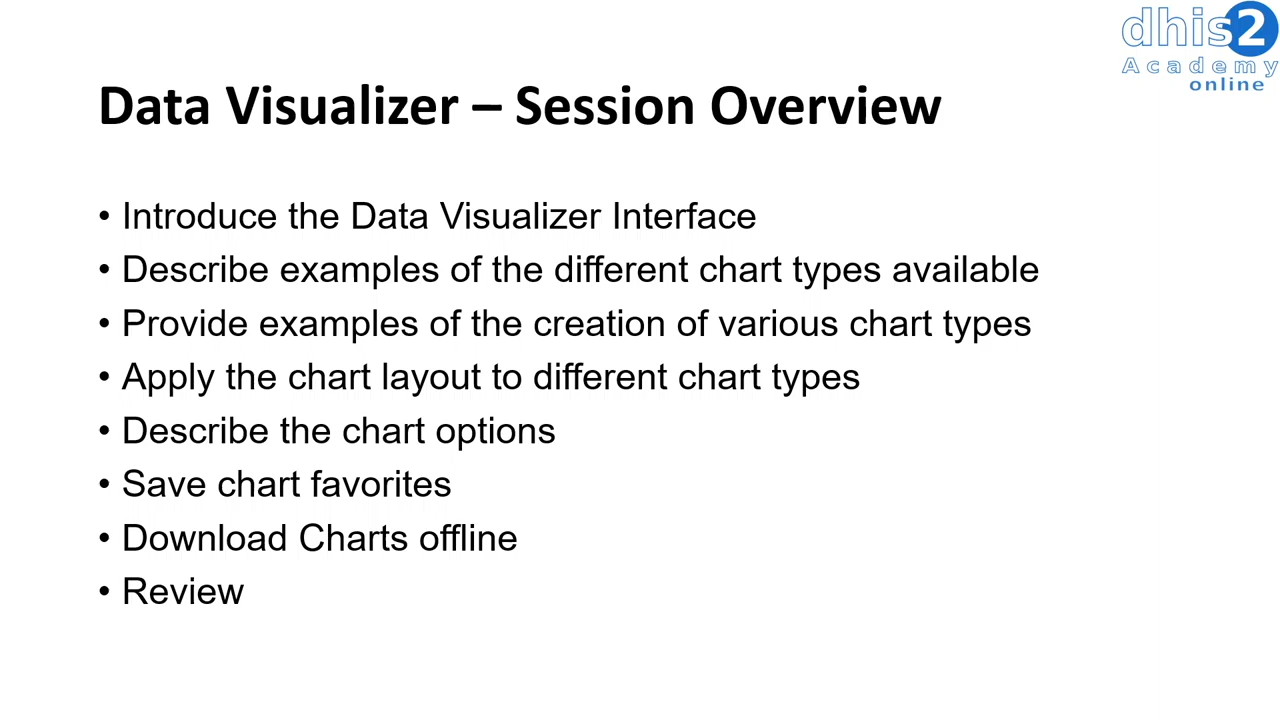 dhis2
Academy
online
Data Visualizer – Session Overview
• Introduce the Data Visualizer Interface
• Describe examples of the different chart types available
• Provide examples of the creation of various chart types
• Apply the chart layout to different chart types
• Describe the chart options
• Save chart favorites
• Download Charts offline
• Review